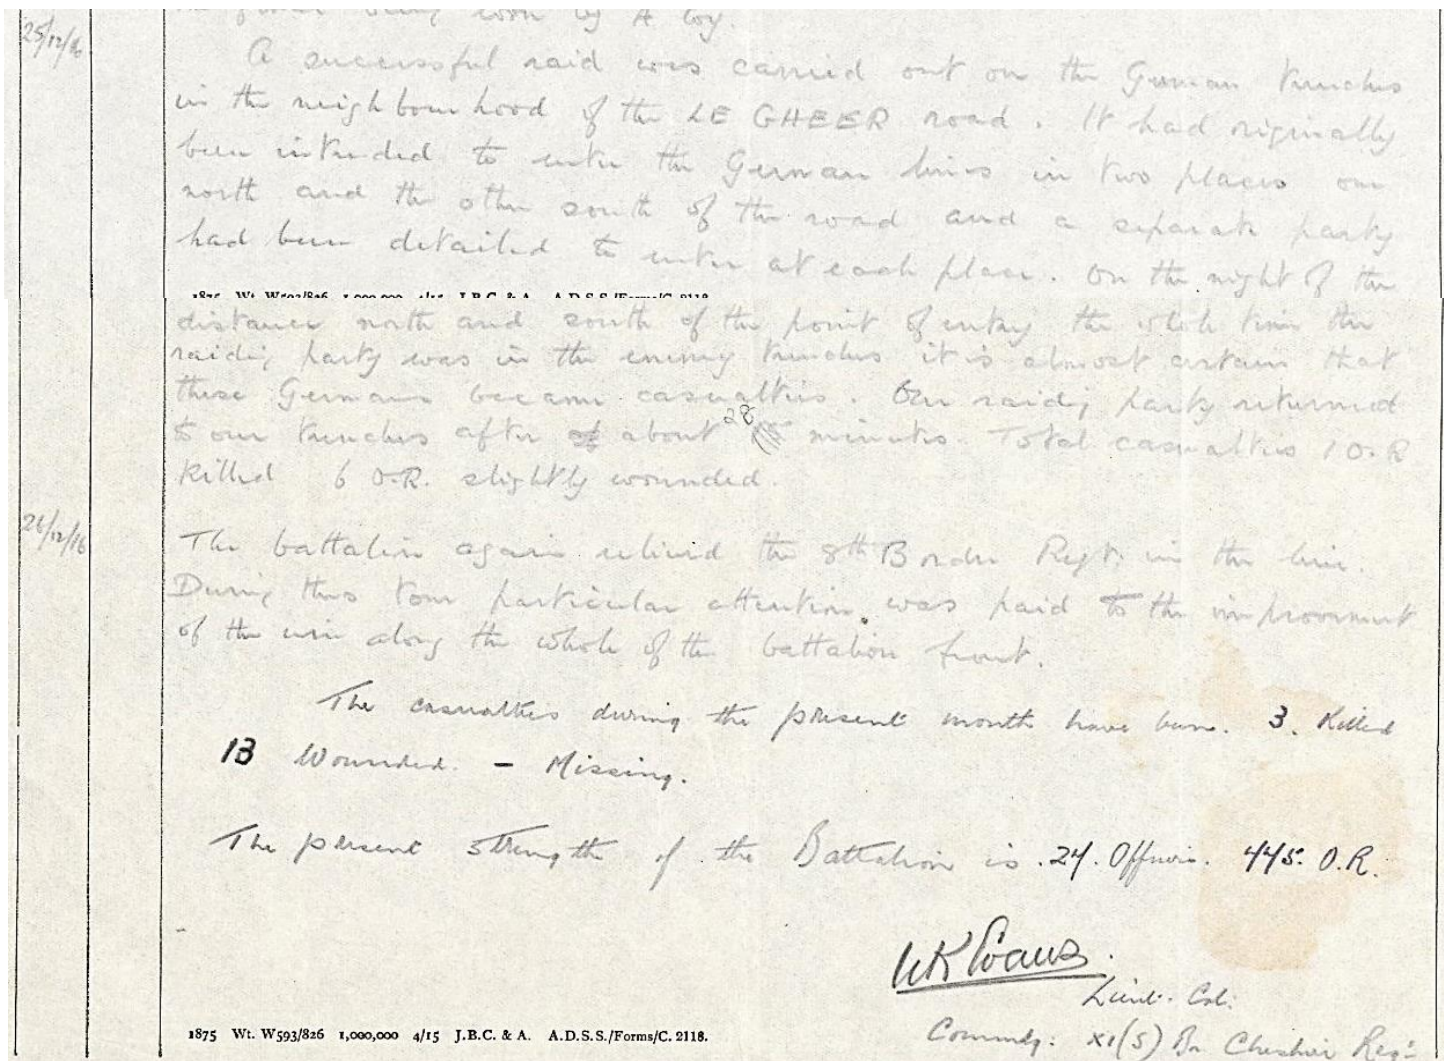 25/12/16
being won by A Coy.
A successful raid was carried out on the German trenches
in the neighbourhood of the LE GHEER road. It had originally
been intended to enter the German lines in two places one
north and the other south of the road and a separate party
had been detailed to enter at each place. On the night of the
1875 Wt. W593/826 1,000,000 4/15 J.B.C. & A. A.D.S.S./Forms/C. 2118.
distance north and south of the point of entry the whole time the
raiding party was in the enemy trenches it is almost certain that
these Germans became casualties. Our raiding party returned
to our trenches after about 28 minutes. Total casualties 1 O.R
killed 6 O.R. slightly wounded.
26/12/16
The battalion again relieved the 8th Border Regt. in the line.
During this tour particular attention was paid to the improvement
of the wire along the whole of the battalion front.
The casualties during the present month have been. 3. Killed
13 Wounded. – Missing.
The present strength of the Battalion is. 24. Officers. 445. O.R.
WK Evans.
Lieut. Col:
Commdg: XI(S) Bn Cheshire Regt
1875 Wt. W593/826 1,000,000 4/15 J.B.C. & A. A.D.S.S./Forms/C. 2118.